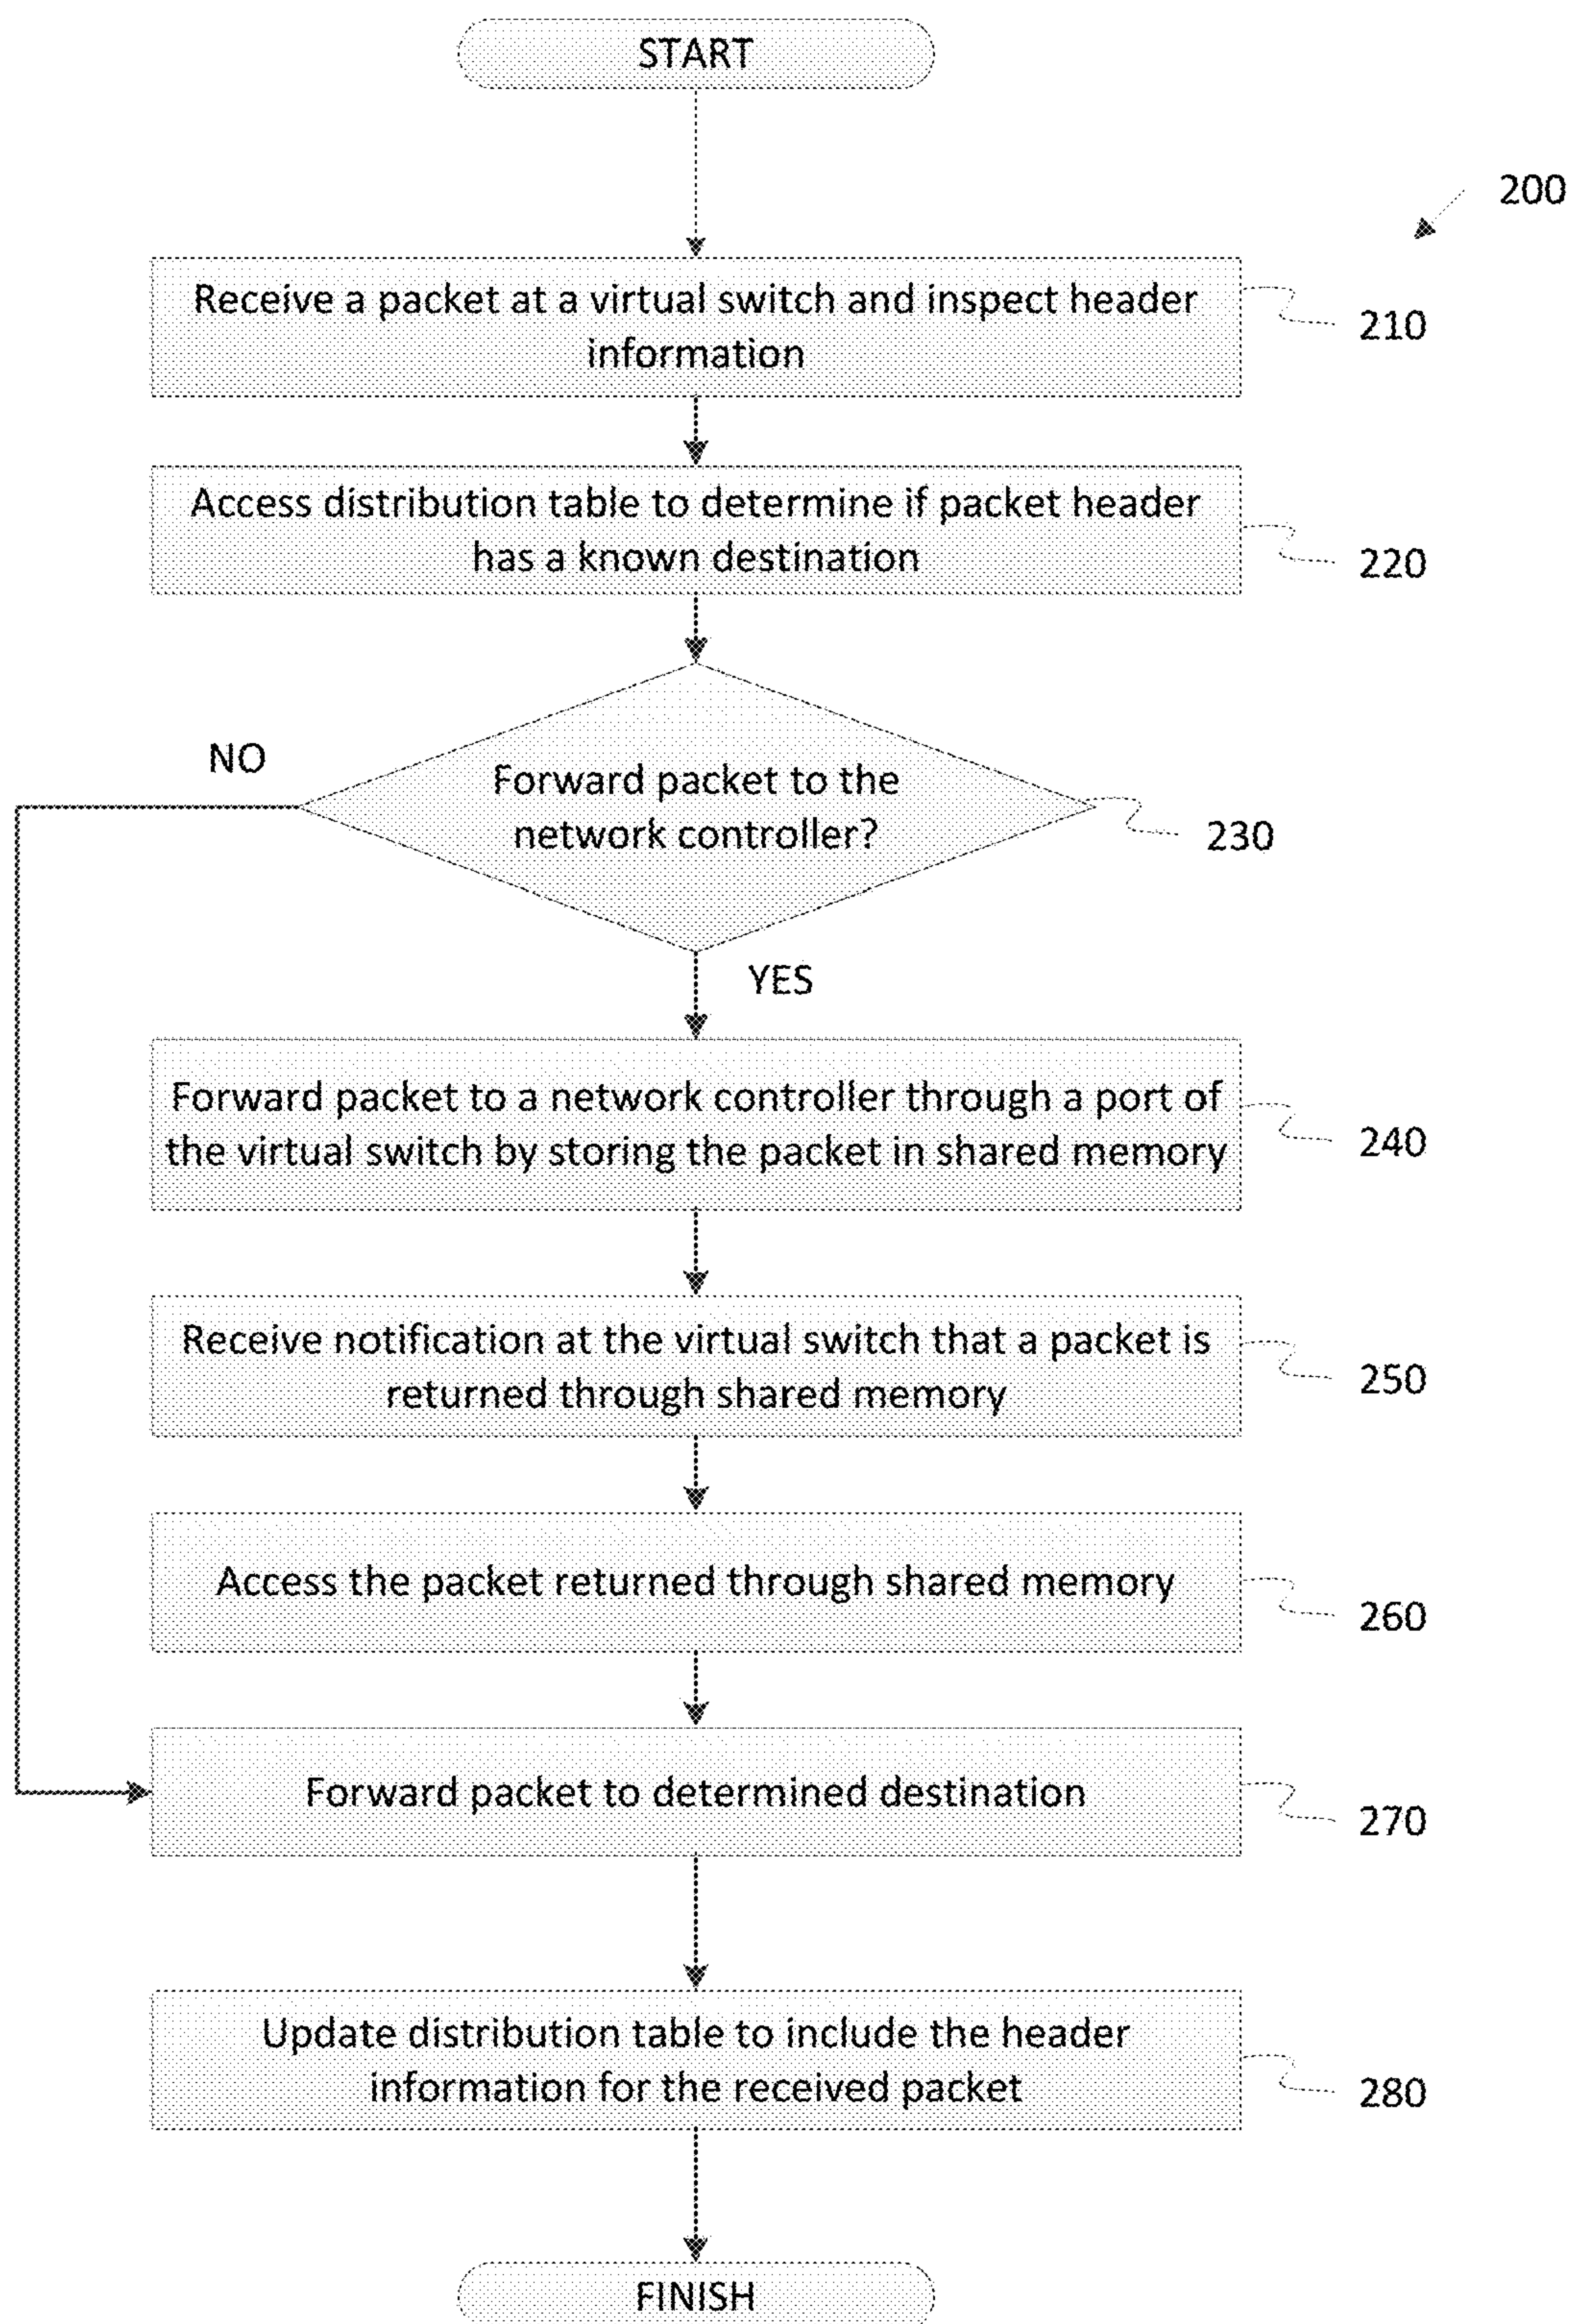 START
200
Receive a packet at a virtual switch and inspect header
information
210
Access distribution table to determine if packet header
has a known destination
220
NO
Forward packet to the
network controller?
230
YES
Forward packet to a network controller through a port of
the virtual switch by storing the packet in shared memory
240
Receive notification at the virtual switch that a packet is
returned through shared memory
250
Access the packet returned through shared memory
260
Forward packet to determined destination
270
Update distribution table to include the header
information for the received packet
280
FINISH